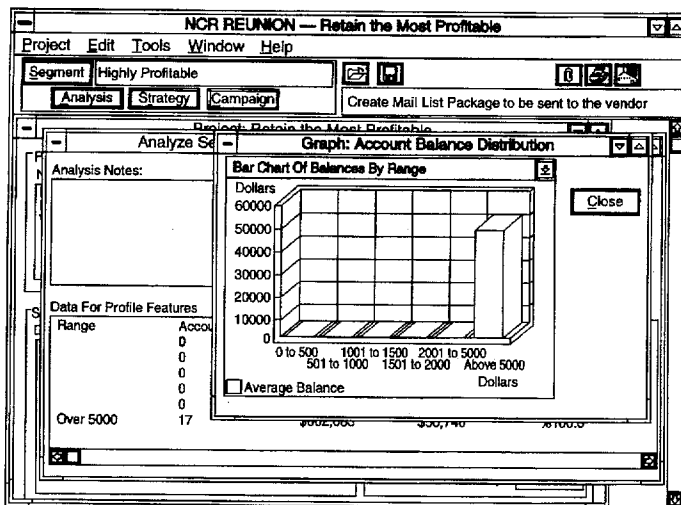 NCR REUNION — Retain the Most Profitable
Project Edit Tools Window Help
Segment Highly Profitable
Analysis Strategy Campaign
Create Mail List Package to be sent to the vendor
Project: Retain the Most Profitable
Analyze Se
Graph: Account Balance Distribution
Analysis Notes:
Bar Chart Of Balances By Range
Close
Dollars
60000
50000
40000
30000
20000
10000
0
0 to 500 1001 to 1500 2001 to 5000
501 to 1000 1501 to 2000 Above 5000
Dollars
Average Balance
Data For Profile Features
Range Accou
0
0
0
0
0
Over 5000 17